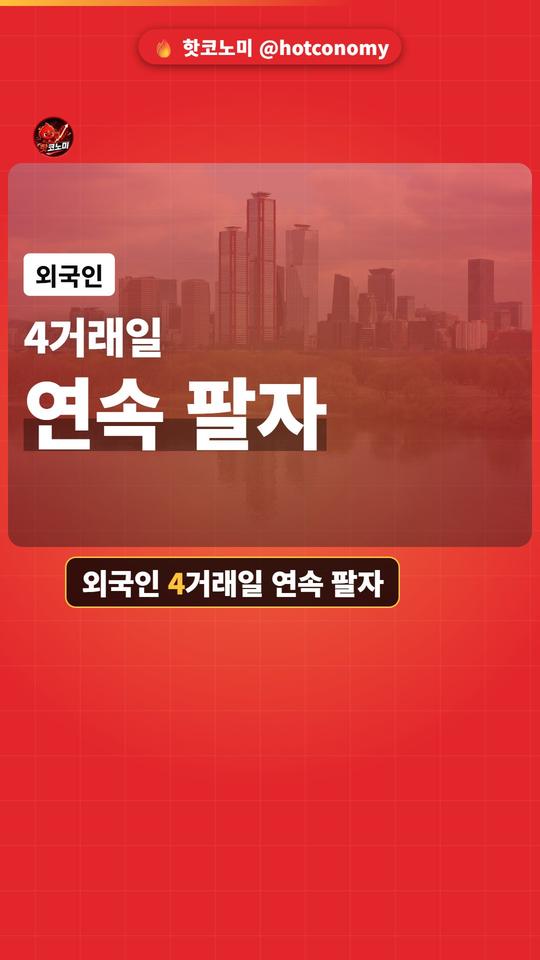 핫코노미 @hotconomy
핫코노미
외국인
4거래일
연속 팔자
외국인 4거래일 연속 팔자